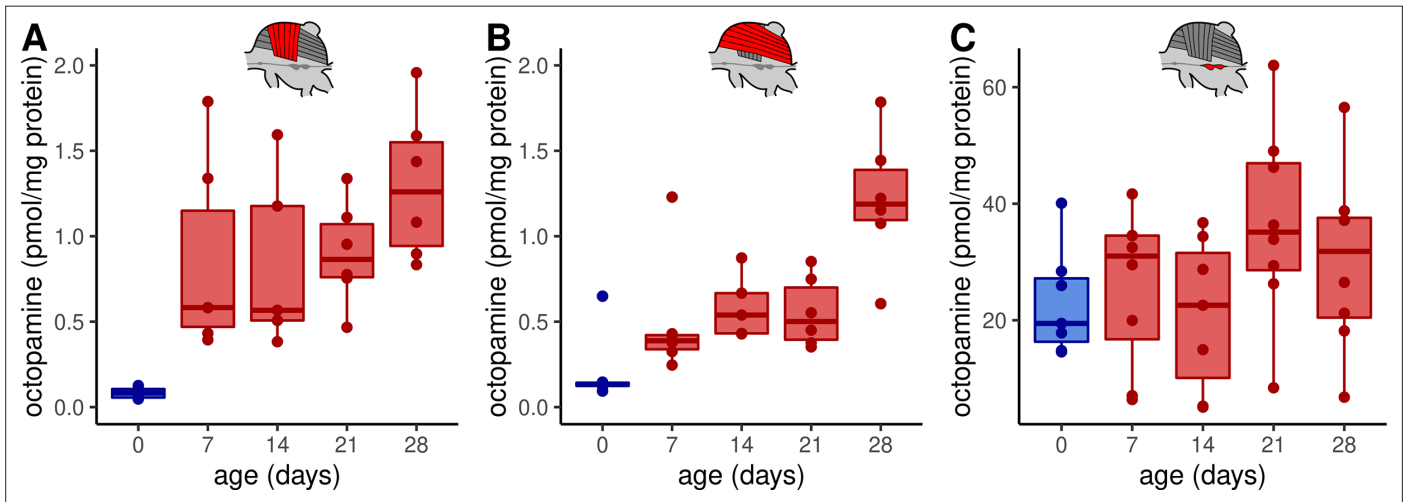 A
octopamine (pmol/mg protein)
2.0
1.5
1.0
0.5
0.0
0 7 14 21 28
age (days)
B
octopamine (pmol/mg protein)
2.0
1.5
1.0
0.5
0.0
0 7 14 21 28
age (days)
C
octopamine (pmol/mg protein)
60
40
20
0 7 14 21 28
age (days)